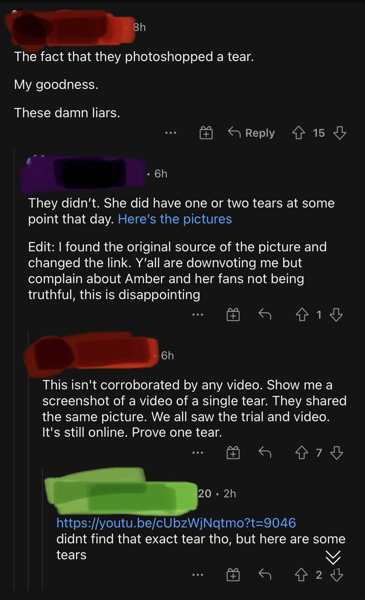 8h
The fact that they photoshopped a tear.
My goodness.
These damn liars.
Reply 15
• 6h
They didn't. She did have one or two tears at some
point that day. Here's the pictures
Edit: I found the original source of the picture and
changed the link. Y'all are downvoting me but
complain about Amber and her fans not being
truthful, this is disappointing
1
6h
This isn't corroborated by any video. Show me a
screenshot of a video of a single tear. They shared
the same picture. We all saw the trial and video.
It's still online. Prove one tear.
7
20 • 2h
https://youtu.be/cUbzWjNqtmo?t=9046
didnt find that exact tear tho, but here are some
tears
2